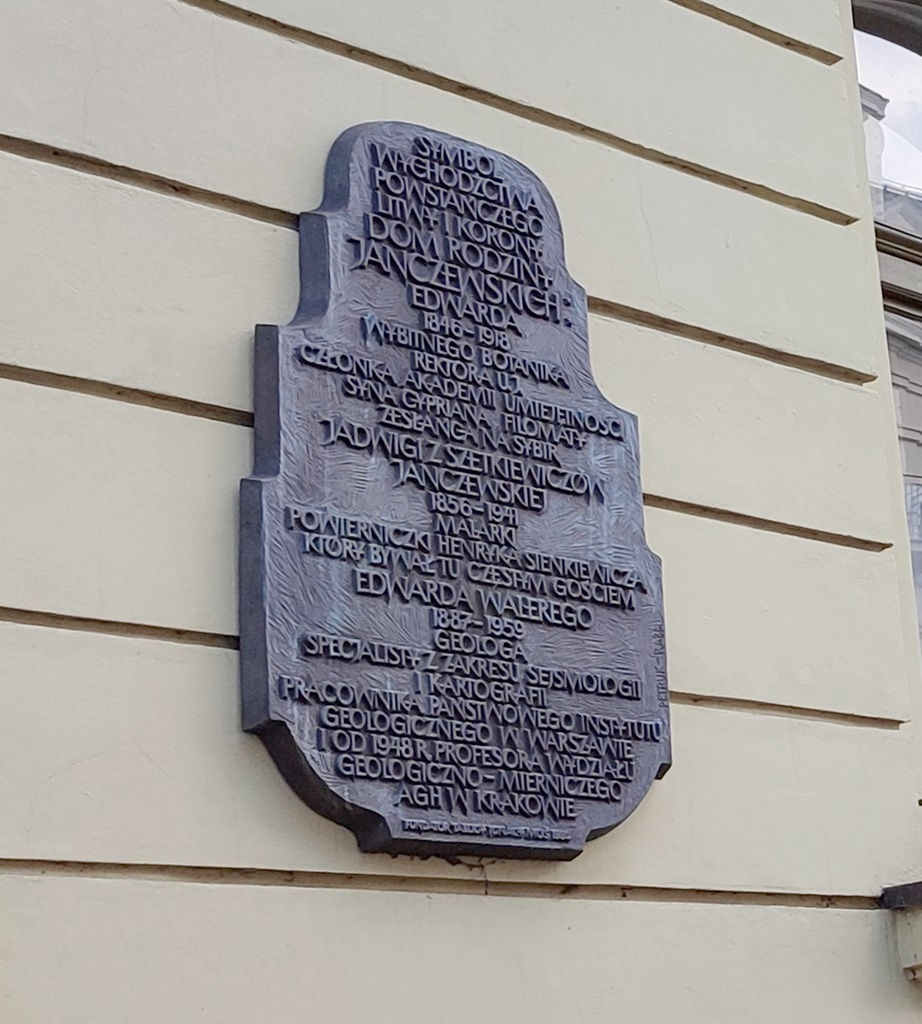 SYMBOL
WYCHODŹCTWA
POWSTAŃCZEGO
LITWY I KORONY
DOM RODZINNY
JANCZEWSKICH:
EDWARDA
1846–1918
WYBITNEGO BOTANIKA
REKTORA UJ
CZŁONKA AKADEMII UMIEJĘTNOŚCI
SYNA CYPRIANA, FILOMATY
ZESŁAŃCA NA SYBIR
JADWIGI Z SZETKIEWICZÓW
JANCZEWSKIEJ
1856–1941
MALARKI
POWIERNICZKI HENRYKA SIENKIEWICZA
KTÓRY BYWAŁ TU CZĘSTYM GOŚCIEM
EDWARDA WALEREGO
1887–1959
GEOLOGA
SPECJALISTY Z ZAKRESU SEJSMOLOGII
I KARTOGRAFII
PRACOWNIKA PAŃSTWOWEGO INSTYTUTU
GEOLOGICZNEGO W WARSZAWIE
I OD 1948 R. PROFESORA WYDZIAŁU
GEOLOGICZNO–MIERNICZEGO
AGH W KRAKOWIE
FUNDATOR TABLICY